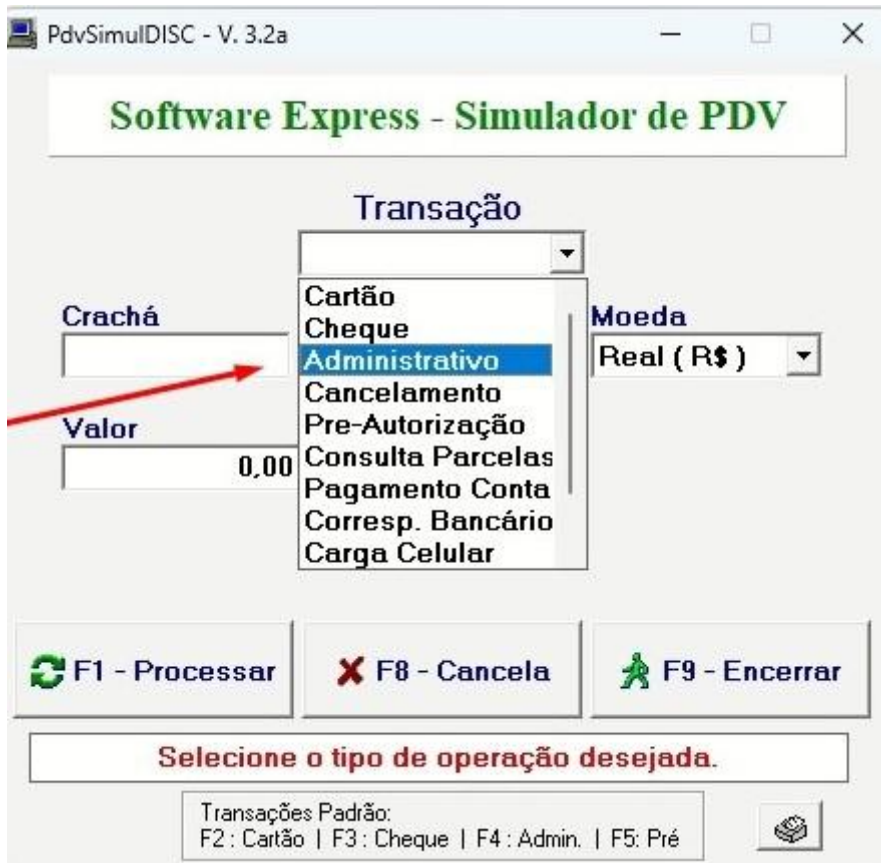 PdvSimulDISC - V. 3.2a
Software Express - Simulador de PDV
Transação
Crachá
Moeda
Real ( R$ )
Valor
0,00
Cartão
Cheque
Administrativo
Cancelamento
Pre-Autorização
Consulta Parcelas
Pagamento Conta
Corresp. Bancário
Carga Celular
F1 - Processar
F8 - Cancela
F9 - Encerrar
Selecione o tipo de operação desejada.
Transações Padrão:
F2 : Cartão | F3 : Cheque | F4 : Admin. | F5: Pré